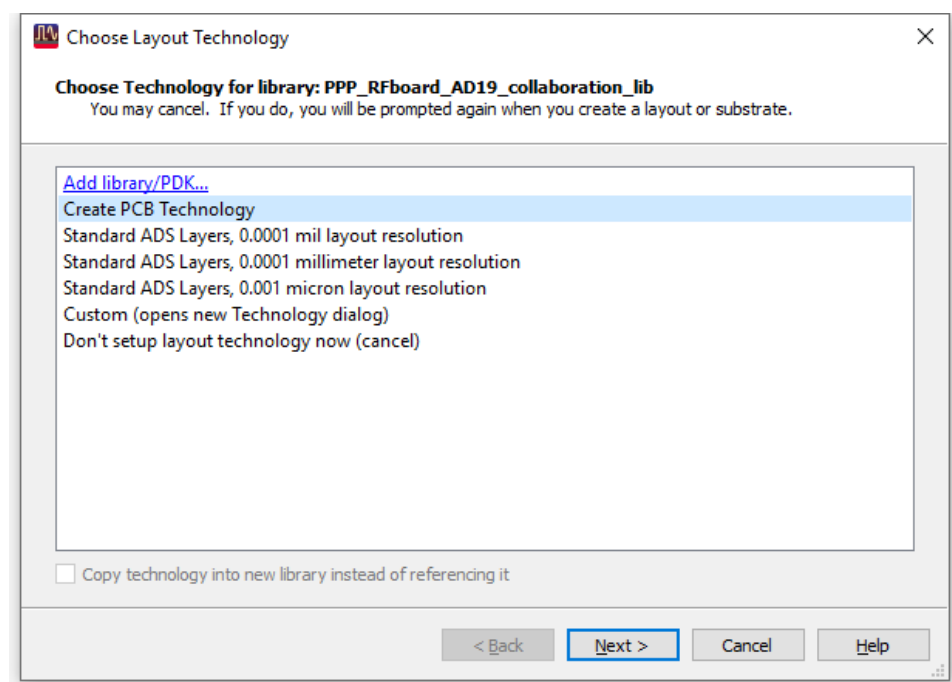 Choose Layout Technology
Choose Technology for library: PPP_RFboard_AD19_collaboration_lib
You may cancel. If you do, you will be prompted again when you create a layout or substrate.
Add library/PDK...
Create PCB Technology
Standard ADS Layers, 0.0001 mil layout resolution
Standard ADS Layers, 0.0001 millimeter layout resolution
Standard ADS Layers, 0.001 micron layout resolution
Custom (opens new Technology dialog)
Don't setup layout technology now (cancel)
Copy technology into new library instead of referencing it
< Back Next > Cancel Help